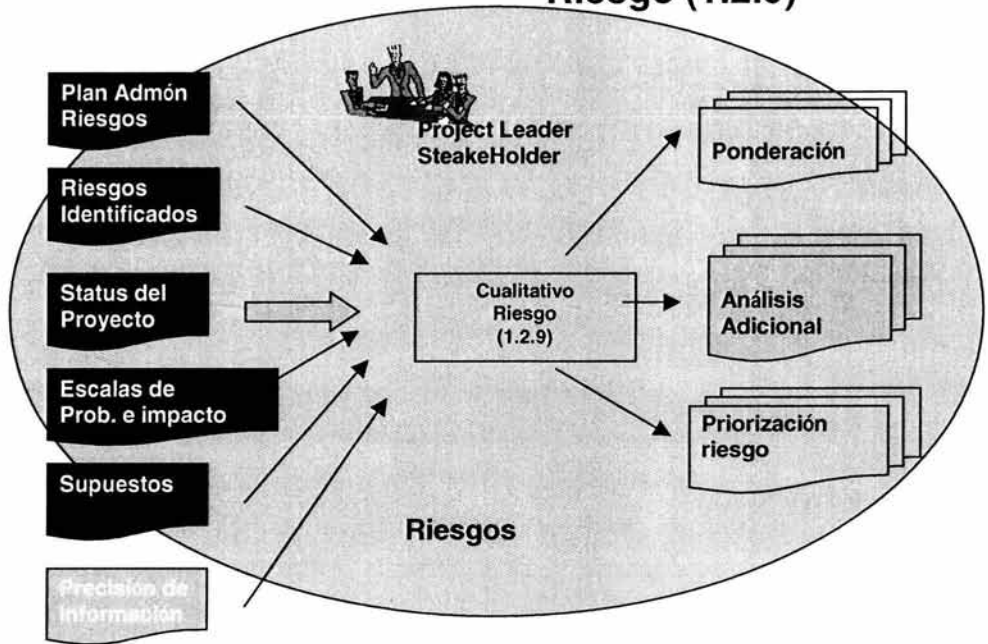 Riesgo (1.2.9)
Plan Admón
Riesgos
Riesgos
Identificados
Status del
Proyecto
Escalas de
Prob. e impacto
Supuestos
Precisión de
Información
Project Leader
SteakeHolder
Cualitativo
Riesgo
(1.2.9)
Riesgos
Ponderación
Análisis
Adicional
Priorización
riesgo